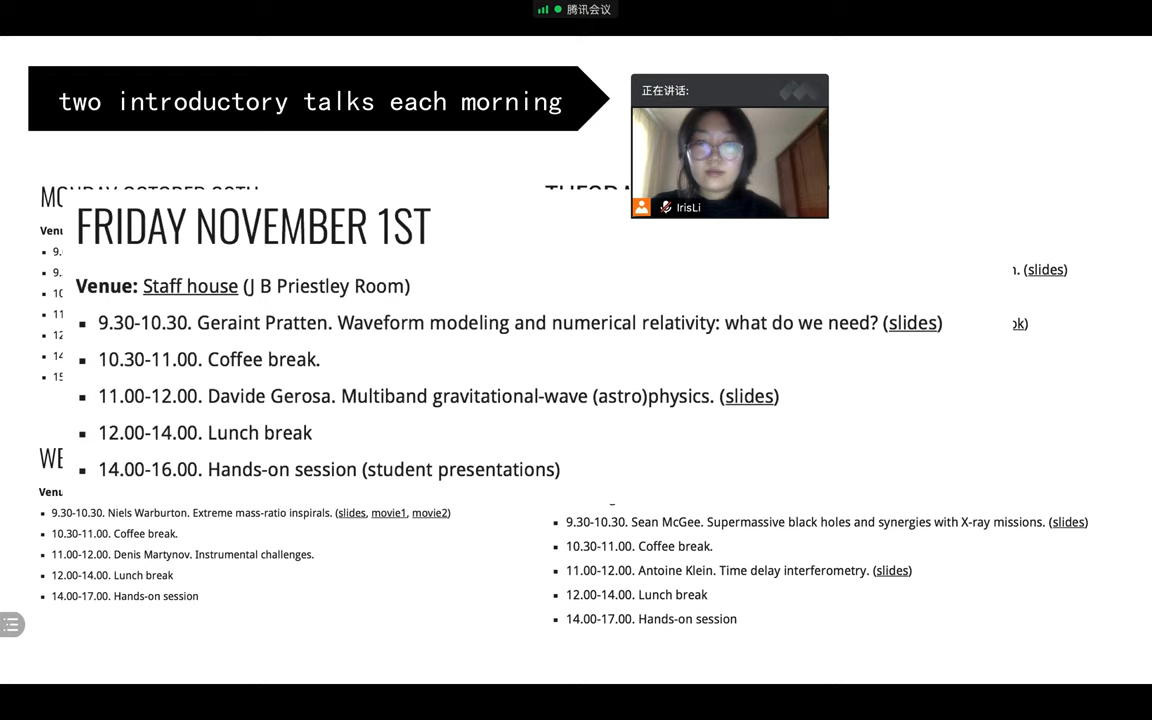 腾讯会议
two introductory talks each morning
正在讲话:
IrisLi
MONDAY OCTOBER
FRIDAY NOVEMBER 1ST
Venue: Staff house (J B Priestley Room)
▪ 9.30-10.30. Geraint Pratten. Waveform modeling and numerical relativity: what do we need? (slides)
▪ 10.30-11.00. Coffee break.
▪ 11.00-12.00. Davide Gerosa. Multiband gravitational-wave (astro)physics. (slides)
▪ 12.00-14.00. Lunch break
▪ 14.00-16.00. Hands-on session (student presentations)
(slides)
WE
Venu
▪ 9.30-10.30. Niels Warburton. Extreme mass-ratio inspirals. (slides, movie1, movie2)
▪ 10.30-11.00. Coffee break.
▪ 11.00-12.00. Denis Martynov. Instrumental challenges.
▪ 12.00-14.00. Lunch break
▪ 14.00-17.00. Hands-on session
▪ 9.30-10.30. Sean McGee. Supermassive black holes and synergies with X-ray missions. (slides)
▪ 10.30-11.00. Coffee break.
▪ 11.00-12.00. Antoine Klein. Time delay interferometry. (slides)
▪ 12.00-14.00. Lunch break
▪ 14.00-17.00. Hands-on session